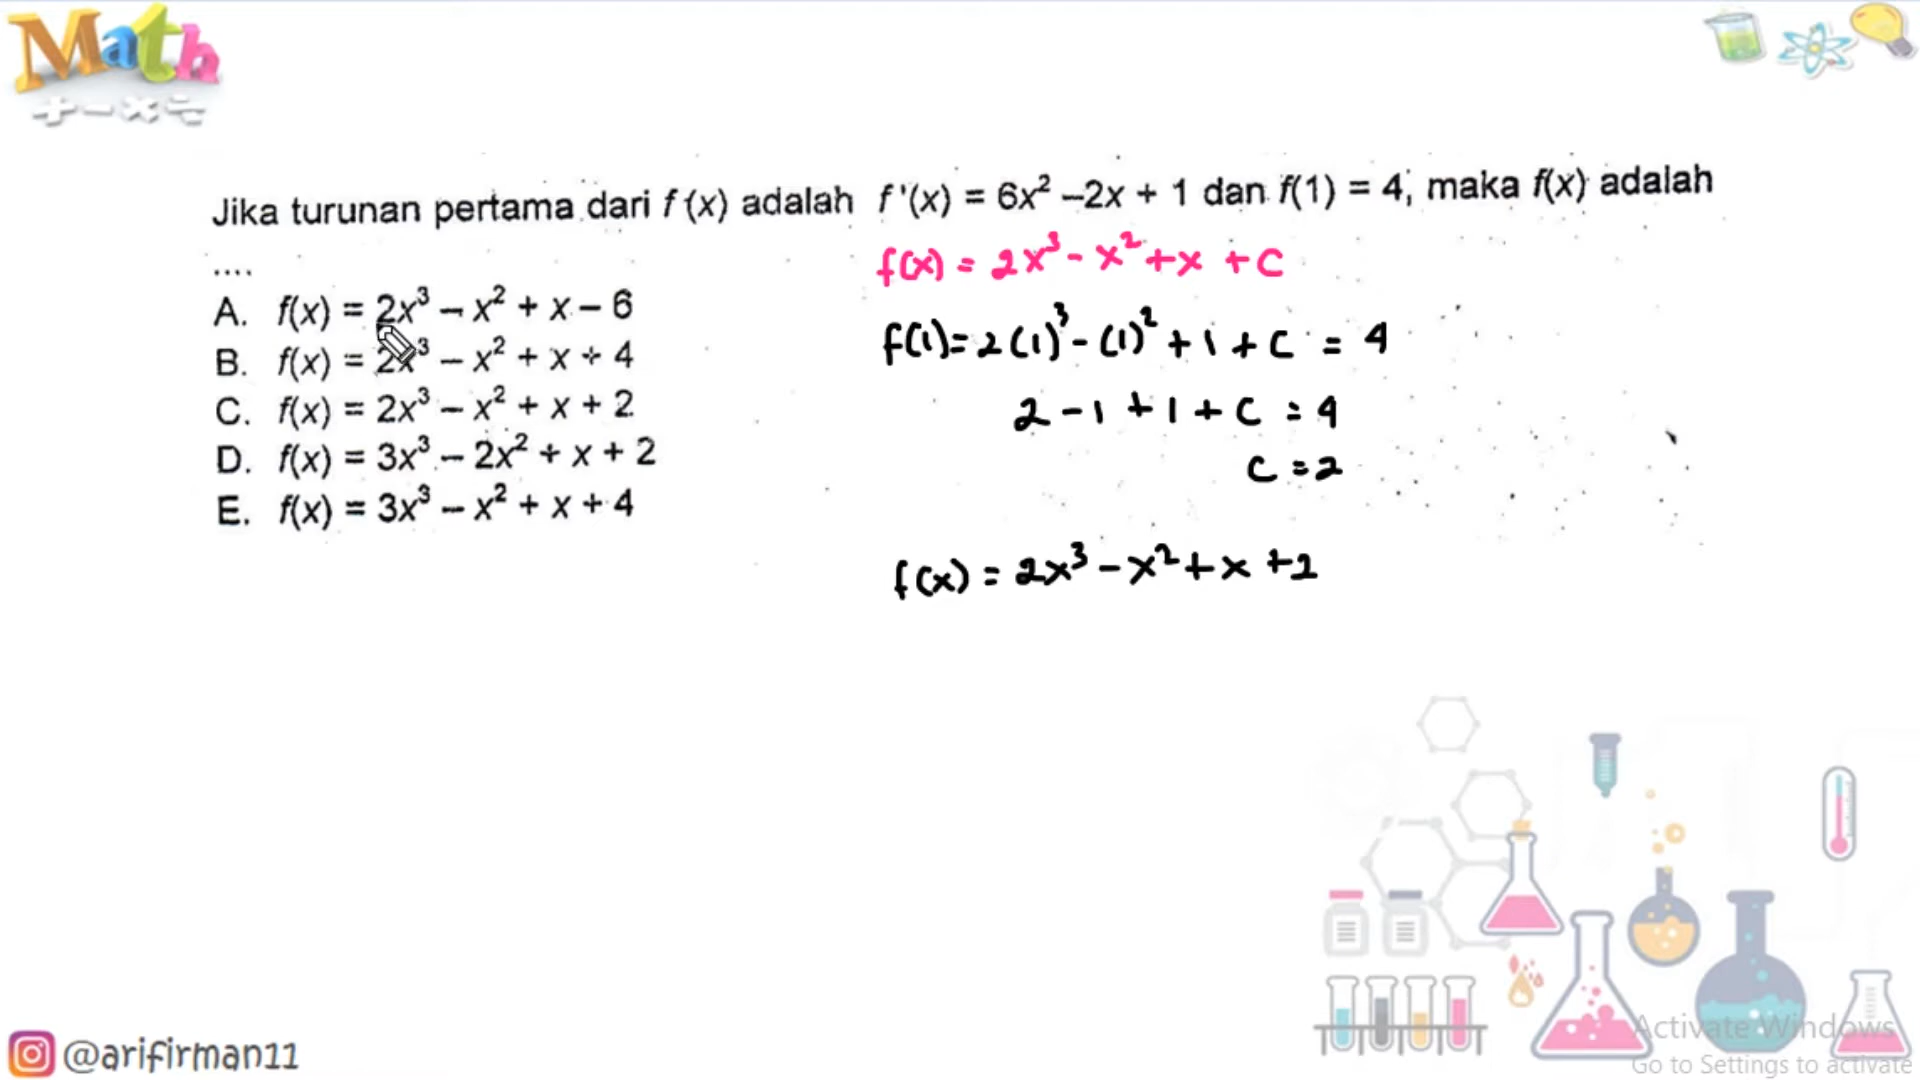 Math
+ − × ÷
Jika turunan pertama dari f (x) adalah f '(x) = 6x² –2x + 1 dan f(1) = 4, maka f(x) adalah
....
A. f(x) = 2x³ – x² + x – 6
B. f(x) = 2x³ – x² + x + 4
C. f(x) = 2x³ – x² + x + 2
D. f(x) = 3x³ – 2x² + x + 2
E. f(x) = 3x³ – x² + x + 4
f(x) = 2x³ - x² + x + C
f(1) = 2(1)³ - (1)² + 1 + C = 4
2 - 1 + 1 + C = 4
C = 2
f(x) = 2x³ - x² + x + 2
@arifirman11
Activate Windows
Go to Settings to activate